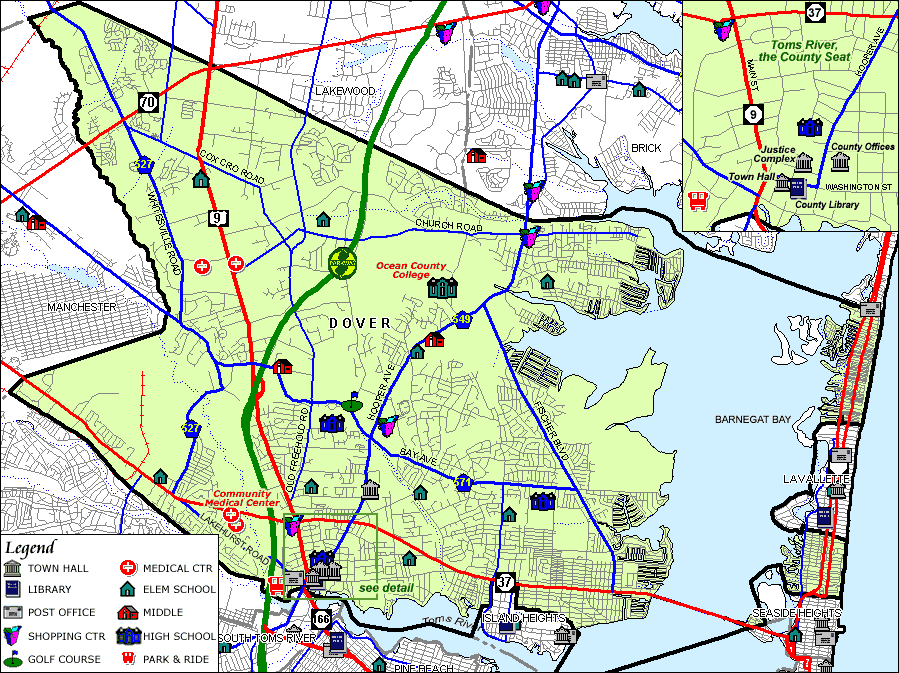 37
Toms River,
the County Seat
HOOPER AVE
MAIN ST
9
Justice
Complex
County Offices
Town Hall
WASHINGTON ST
County Library
70
LAKEWOOD
BRICK
527
COX CRO ROAD
WHITESVILLE ROAD
9
CHURCH ROAD
Ocean County
College
MANCHESTER
DOVER
549
HOOPER AVE
FISCHER BLVD
BARNEGAT BAY
527
OLD FREEHOLD RD
BAY AVE
571
LAVALLETTE
Community
Medical Center
LAKEHURST ROAD
see detail
37
166
Toms Riv
ISLAND HEIGHTS
SEASIDE HEIGHTS
SOUTH TOMS RIVER
PINE BEACH
Legend
TOWN HALL
MEDICAL CTR
LIBRARY
ELEM SCHOOL
POST OFFICE
MIDDLE
SHOPPING CTR
HIGH SCHOOL
GOLF COURSE
PARK & RIDE